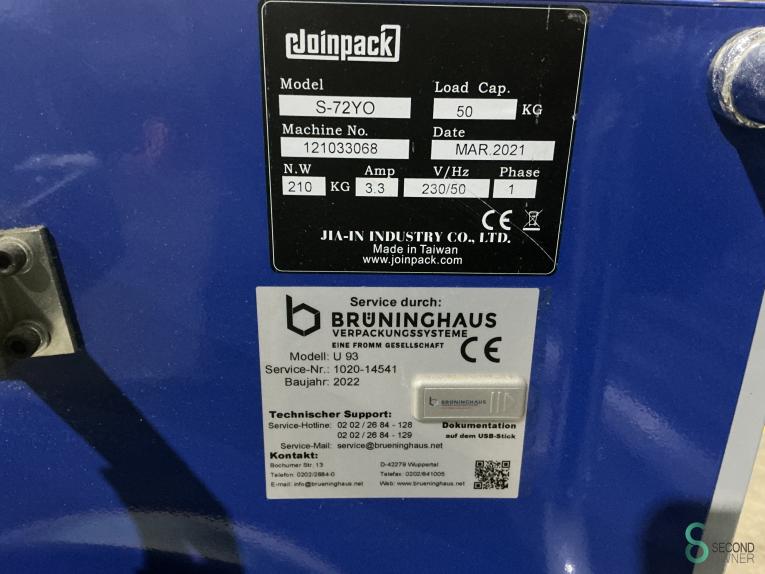 Joinpack
Model Load Cap.
S-72YO 50 KG
Machine No. Date
121033068 MAR.2021
N.W Amp V/Hz Phase
210 KG 3.3 230/50 1
CE
JIA-IN INDUSTRY CO., LTD.
Made in Taiwan
www.joinpack.com
Service durch:
BRÜNINGHAUS
VERPACKUNGSSYSTEME
EINE FROMM GESELLSCHAFT
CE
Modell: U 93
Service-Nr.: 1020-14541
Baujahr: 2022
BRÜNINGHAUS
Technischer Support:
Service-Hotline: 02 02 / 26 84 - 128
02 02 / 26 84 - 129
Dokumentation
auf dem USB-Stick
Service-Mail: service@brueninghaus.net
Kontakt:
Bochumer Str. 13 D-42279 Wuppertal
Telefon: 0202/2684-0 Telefax: 0202/641005
E-mail: info@brueninghaus.net Web: www.brueninghaus.net
SECOND
OWNER